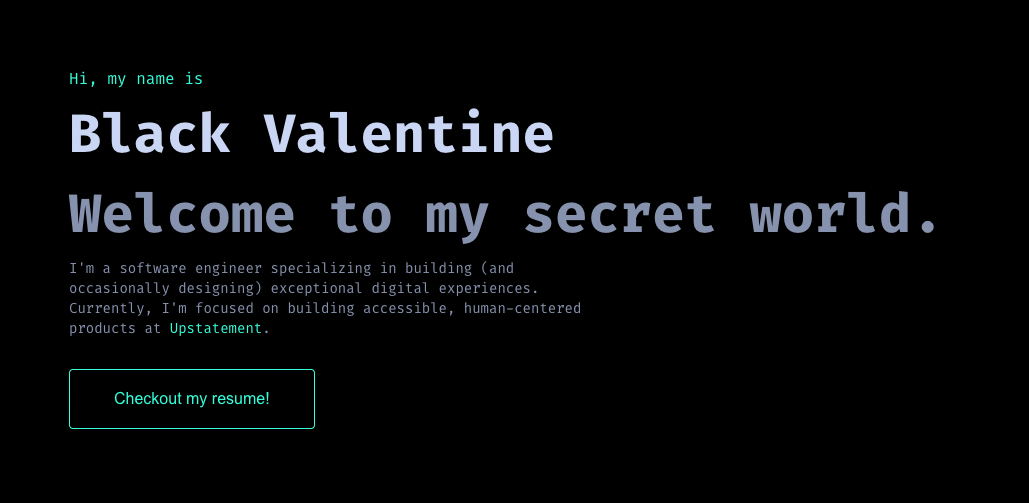 Hi, my name is
Black Valentine
Welcome to my secret world.
I'm a software engineer specializing in building (and
occasionally designing) exceptional digital experiences.
Currently, I'm focused on building accessible, human-centered
products at Upstatement.
Checkout my resume!